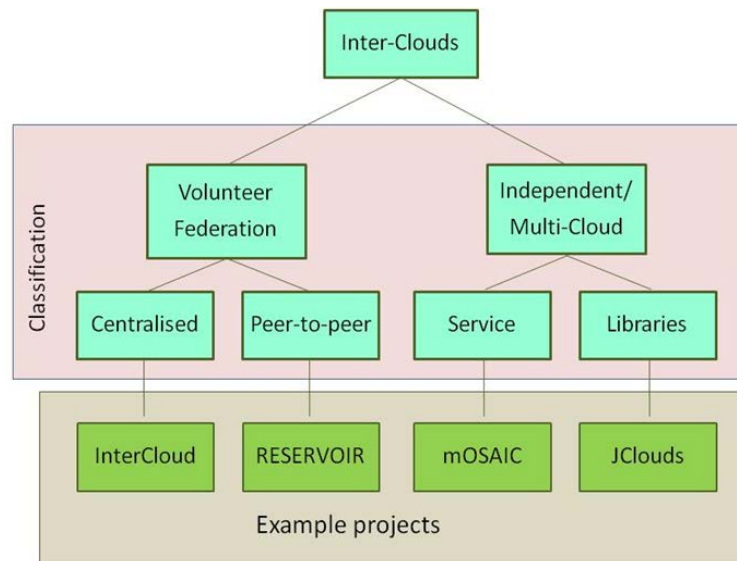 Inter-Clouds
Classification
Volunteer
Federation
Independent/
Multi-Cloud
Centralised
Peer-to-peer
Service
Libraries
InterCloud
RESERVOIR
mOSAIC
JClouds
Example projects